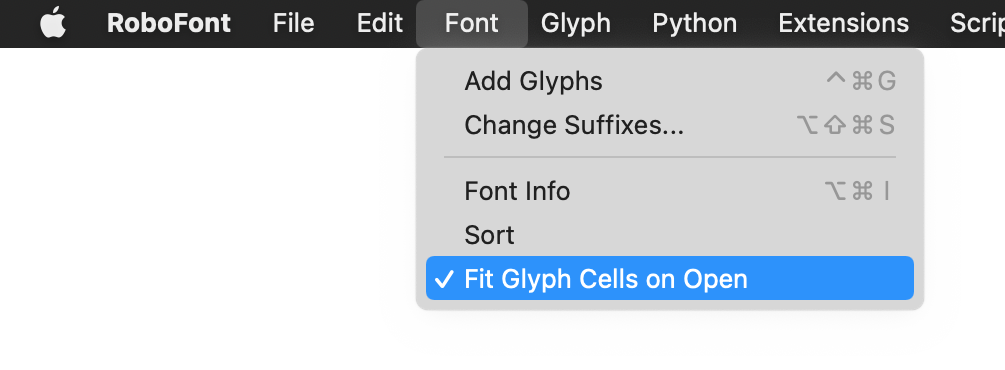 RoboFont File Edit Font Glyph Python Extensions
Add Glyphs ^⌘G
Change Suffixes... ⌥⇧⌘S
Font Info ⌥⌘I
Sort
✓ Fit Glyph Cells on Open